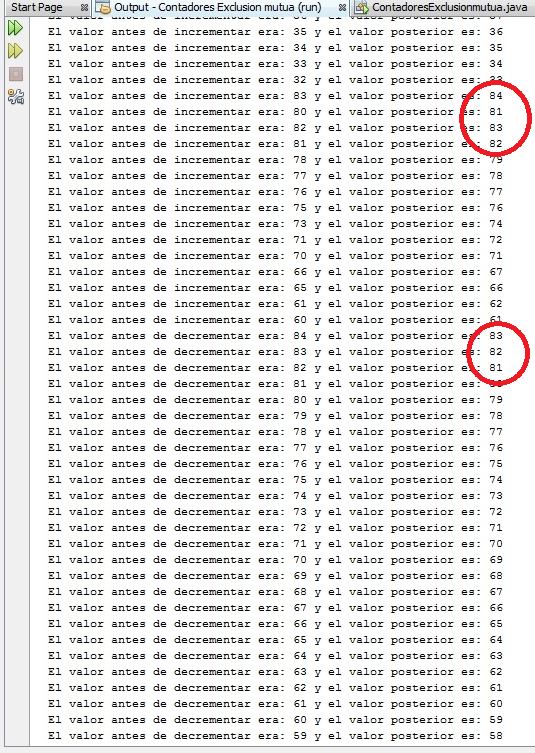 Start Page
Output - Contadores Exclusion mutua (run)
ContadoresExclusionmutua.java
El valor antes de incrementar era: 36 y el valor posterior es: 37
El valor antes de incrementar era: 35 y el valor posterior es: 36
El valor antes de incrementar era: 34 y el valor posterior es: 35
El valor antes de incrementar era: 33 y el valor posterior es: 34
El valor antes de incrementar era: 32 y el valor posterior es: 33
El valor antes de incrementar era: 83 y el valor posterior es: 84
El valor antes de incrementar era: 80 y el valor posterior es: 81
El valor antes de incrementar era: 82 y el valor posterior es: 83
El valor antes de incrementar era: 81 y el valor posterior es: 82
El valor antes de incrementar era: 78 y el valor posterior es: 79
El valor antes de incrementar era: 77 y el valor posterior es: 78
El valor antes de incrementar era: 76 y el valor posterior es: 77
El valor antes de incrementar era: 75 y el valor posterior es: 76
El valor antes de incrementar era: 73 y el valor posterior es: 74
El valor antes de incrementar era: 71 y el valor posterior es: 72
El valor antes de incrementar era: 70 y el valor posterior es: 71
El valor antes de incrementar era: 66 y el valor posterior es: 67
El valor antes de incrementar era: 65 y el valor posterior es: 66
El valor antes de incrementar era: 61 y el valor posterior es: 62
El valor antes de incrementar era: 60 y el valor posterior es: 61
El valor antes de decrementar era: 84 y el valor posterior es: 83
El valor antes de decrementar era: 83 y el valor posterior es: 82
El valor antes de decrementar era: 82 y el valor posterior es: 81
El valor antes de decrementar era: 81 y el valor posterior es:
El valor antes de decrementar era: 80 y el valor posterior es: 79
El valor antes de decrementar era: 79 y el valor posterior es: 78
El valor antes de decrementar era: 78 y el valor posterior es: 77
El valor antes de decrementar era: 77 y el valor posterior es: 76
El valor antes de decrementar era: 76 y el valor posterior es: 75
El valor antes de decrementar era: 75 y el valor posterior es: 74
El valor antes de decrementar era: 74 y el valor posterior es: 73
El valor antes de decrementar era: 73 y el valor posterior es: 72
El valor antes de decrementar era: 72 y el valor posterior es: 71
El valor antes de decrementar era: 71 y el valor posterior es: 70
El valor antes de decrementar era: 70 y el valor posterior es: 69
El valor antes de decrementar era: 69 y el valor posterior es: 68
El valor antes de decrementar era: 68 y el valor posterior es: 67
El valor antes de decrementar era: 67 y el valor posterior es: 66
El valor antes de decrementar era: 66 y el valor posterior es: 65
El valor antes de decrementar era: 65 y el valor posterior es: 64
El valor antes de decrementar era: 64 y el valor posterior es: 63
El valor antes de decrementar era: 63 y el valor posterior es: 62
El valor antes de decrementar era: 62 y el valor posterior es: 61
El valor antes de decrementar era: 61 y el valor posterior es: 60
El valor antes de decrementar era: 60 y el valor posterior es: 59
El valor antes de decrementar era: 59 y el valor posterior es: 58